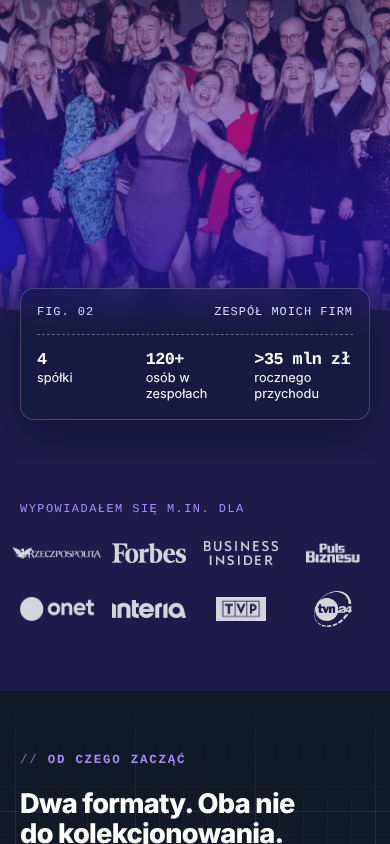 FIG. 02
ZESPÓŁ MOICH FIRM
4
spółki
120+
osób w
zespołach
>35 mln zł
rocznego
przychodu
WYPOWIADAŁEM SIĘ M.IN. DLA
RZECZPOSPOLITA
Forbes
BUSINESS
INSIDER
Puls
Biznesu
onet
interia
TVP
tvn24
// OD CZEGO ZACZĄĆ
Dwa formaty. Oba nie
do kolekcjonowania.